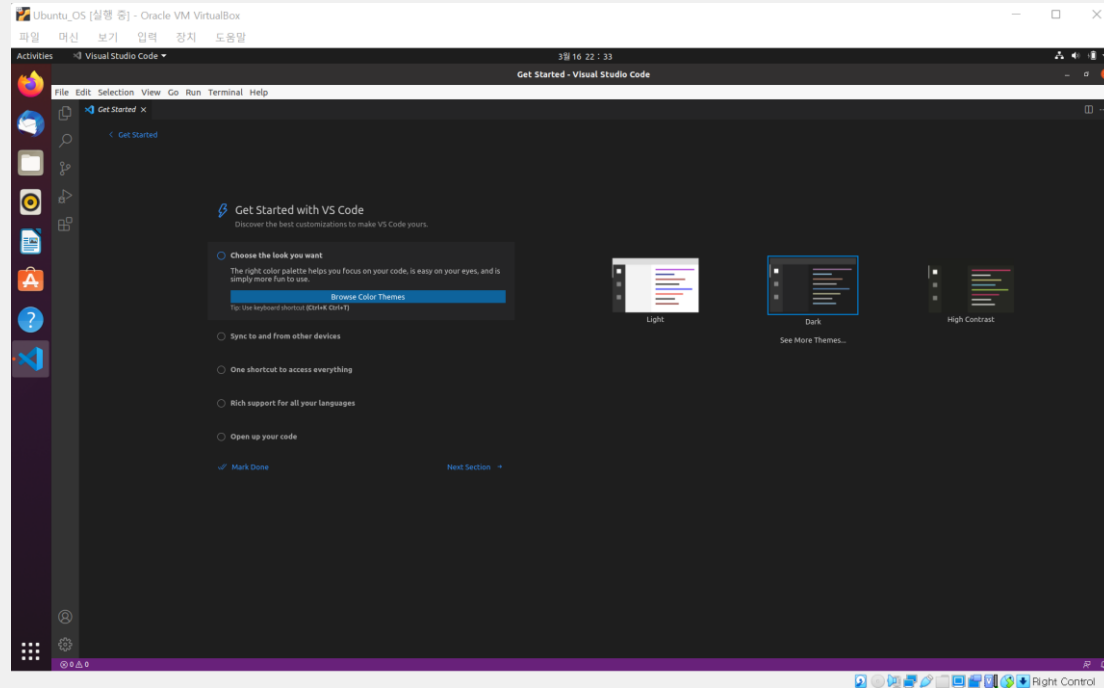 Ubuntu_OS [실행 중] - Oracle VM VirtualBox
파일 머신 보기 입력 장치 도움말
Activities Visual Studio Code 3월 16 22 : 33
Get Started - Visual Studio Code
File Edit Selection View Go Run Terminal Help
Get Started
Get Started
Get Started with VS Code
Discover the best customizations to make VS Code yours.
Choose the look you want
The right color palette helps you focus on your code, is easy on your eyes, and is
simply more fun to use.
Browse Color Themes
Tip: Use keyboard shortcut (Ctrl+K Ctrl+T)
Sync to and from other devices
One shortcut to access everything
Rich support for all your languages
Open up your code
Mark Done Next Section
Light
Dark
High Contrast
See More Themes...
0 0
Right Control